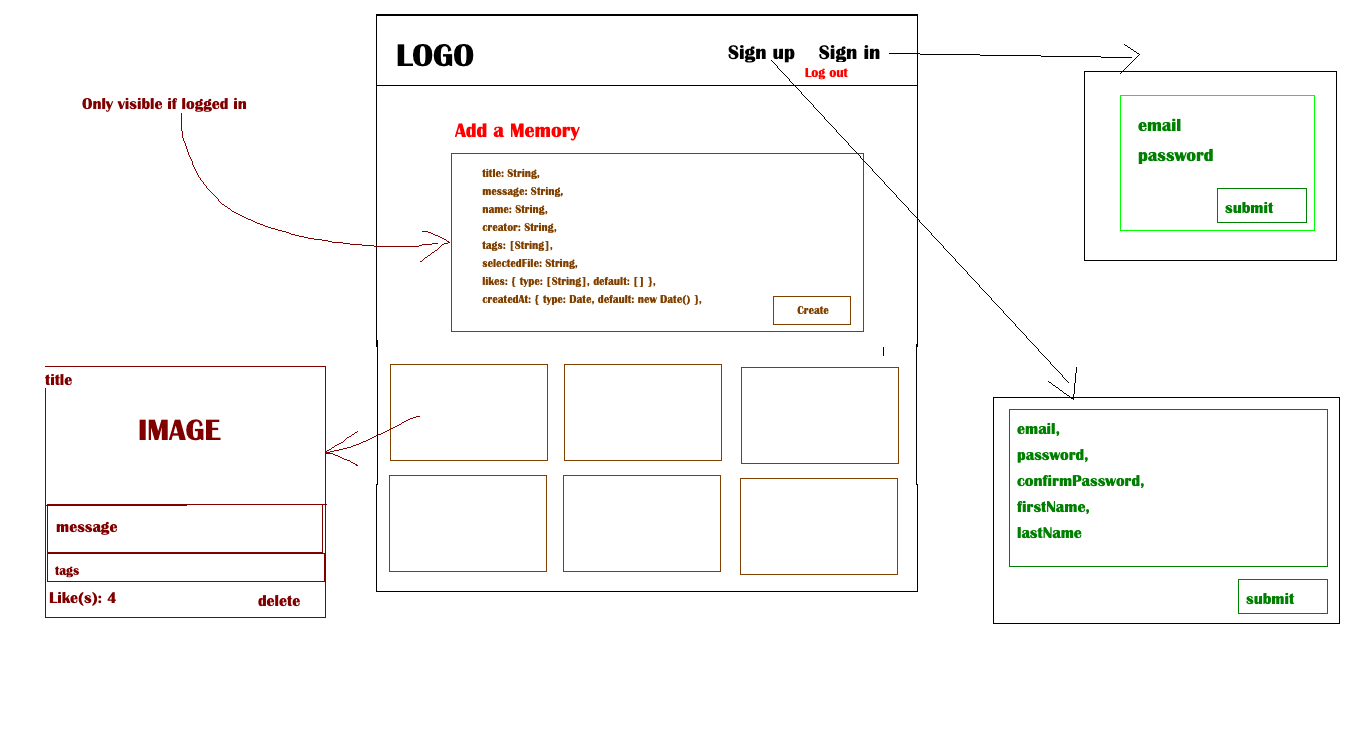 LOGO
Sign up
Sign in
Log out
Only visible if logged in
Add a Memory
title: String,
message: String,
name: String,
creator: String,
tags: [String],
selectedFile: String,
likes: { type: [String], default: [] },
createdAt: { type: Date, default: new Date() },
Create
email
password
submit
title
IMAGE
message
tags
Like(s): 4
delete
email,
password,
confirmPassword,
firstName,
lastName
submit